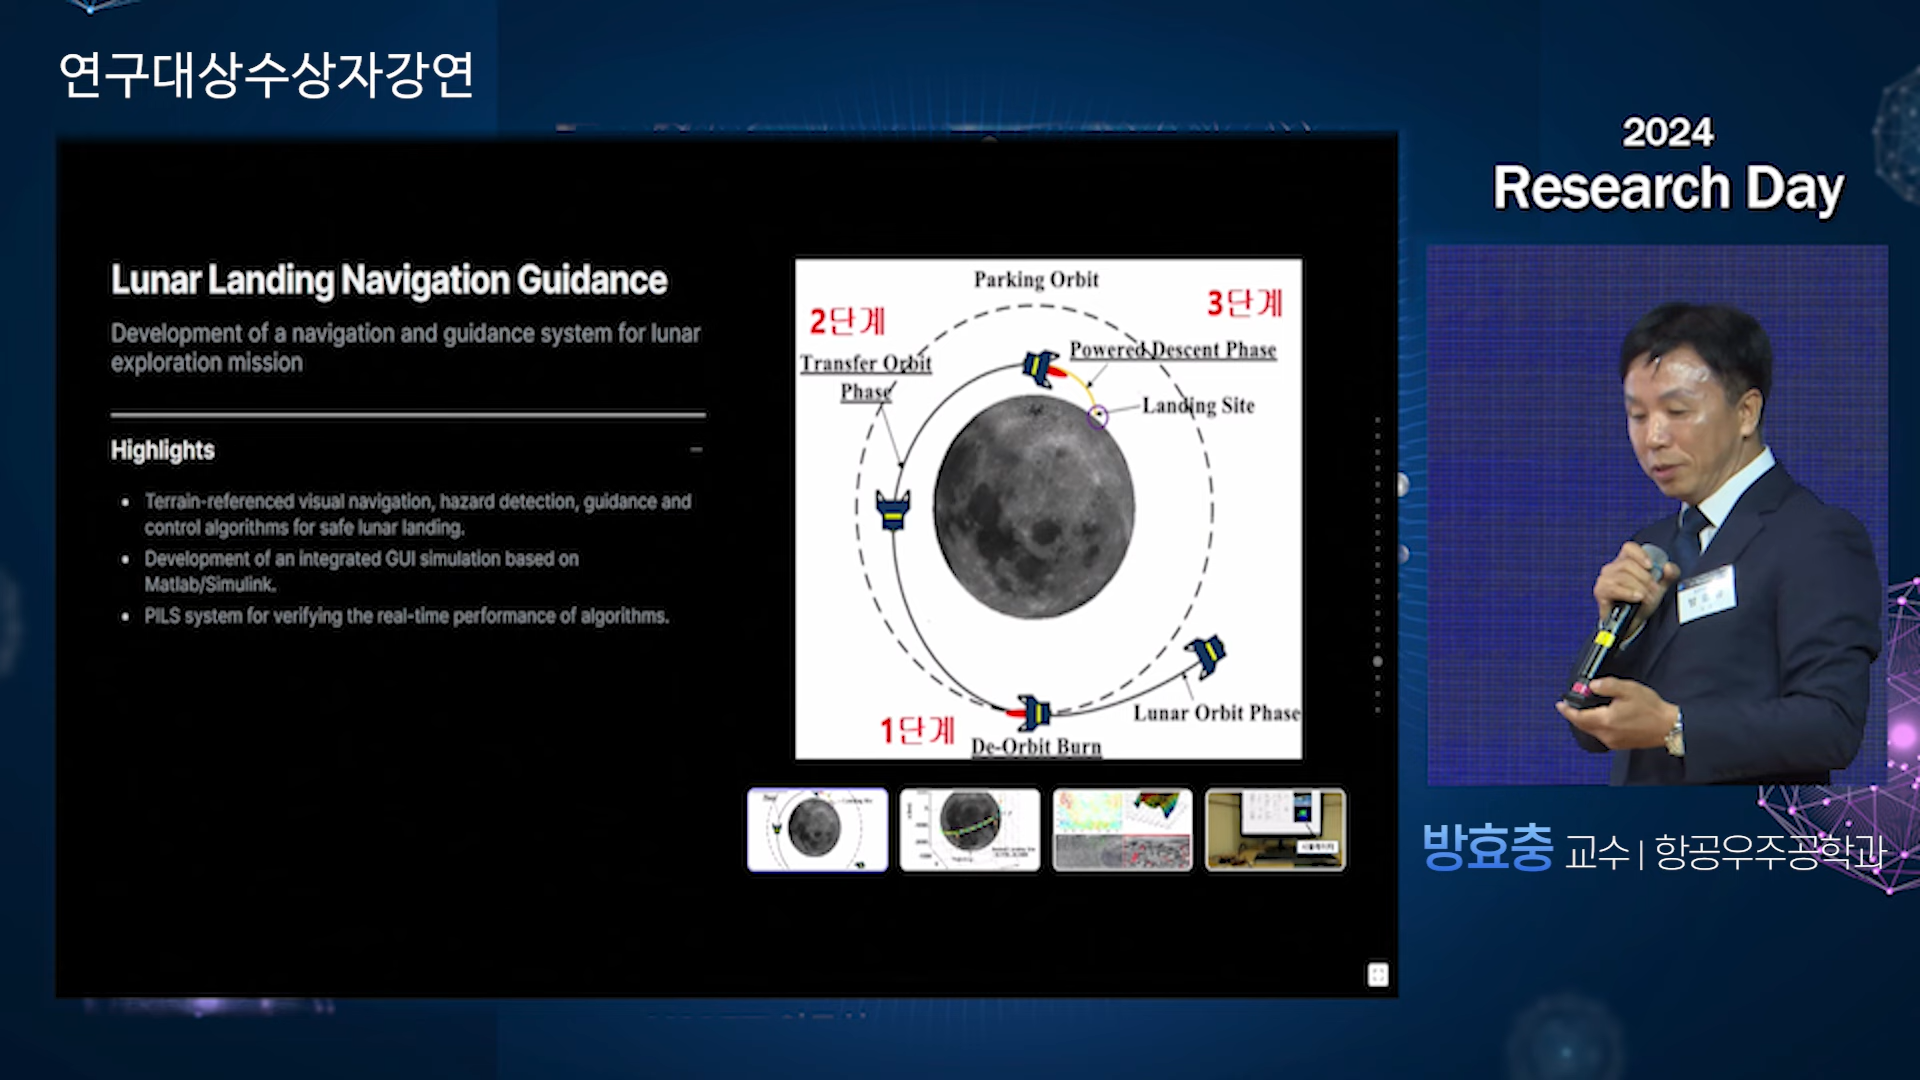 연구대상수상자강연
2024
Research Day
Lunar Landing Navigation Guidance
Development of a navigation and guidance system for lunar
exploration mission
Highlights
Terrain-referenced visual navigation, hazard detection, guidance and
control algorithms for safe lunar landing.
Development of an integrated GUI simulation based on
Matlab/Simulink.
PILS system for verifying the real-time performance of algorithms.
Parking Orbit
2단계
3단계
Transfer Orbit
Phase
Powered Descent Phase
Landing Site
Lunar Orbit Phase
1단계
De-Orbit Burn
방효충 교수 | 항공우주공학과